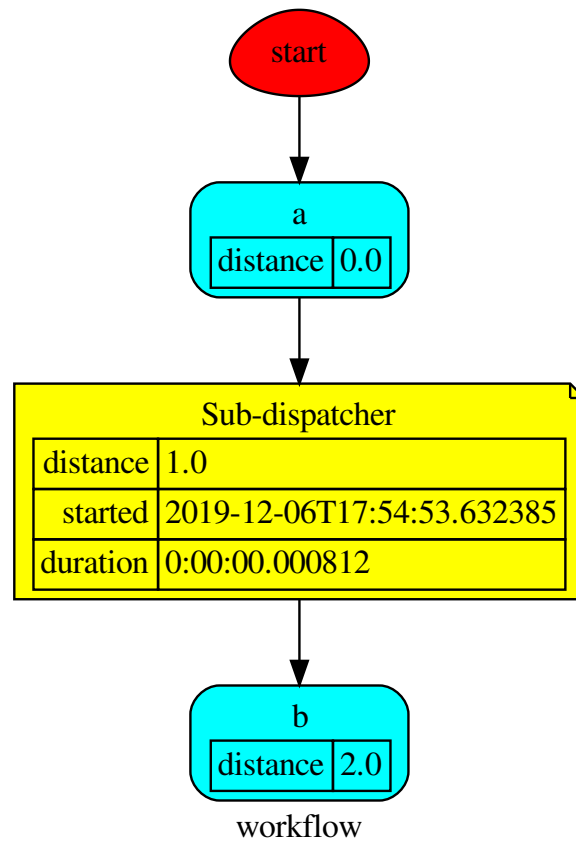 start
a
distance 0.0
Sub-dispatcher
distance 1.0
started 2019-12-06T17:54:53.632385
duration 0:00:00.000812
b
distance 2.0
workflow